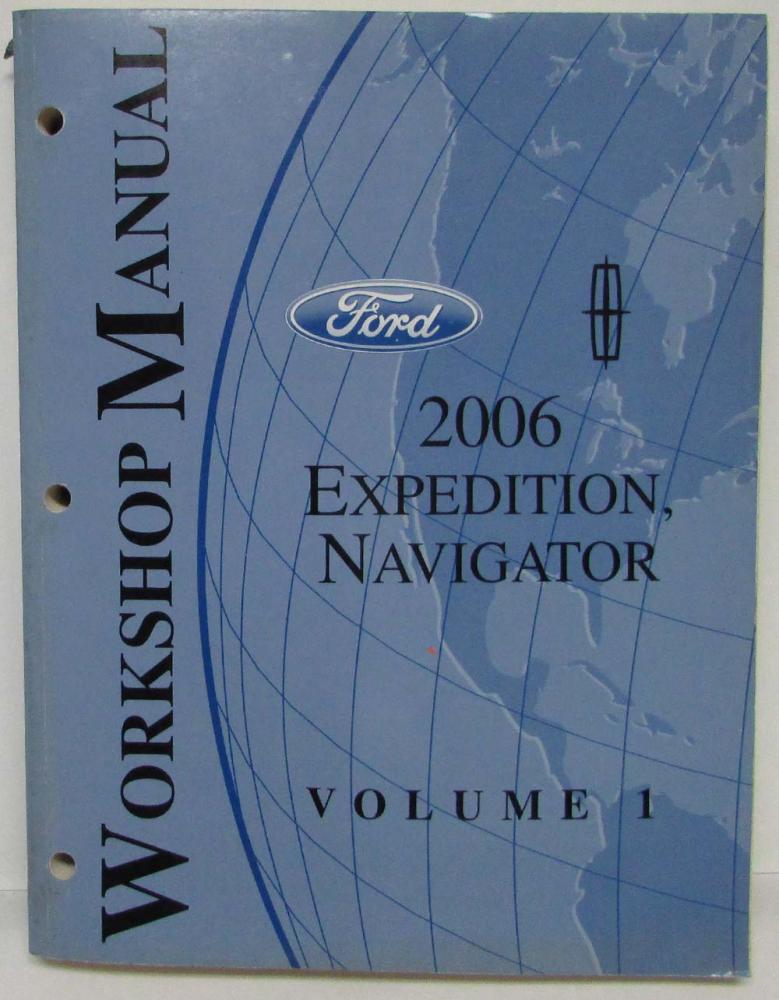 WORKSHOP MANUAL
Ford
2006
EXPEDITION,
NAVIGATOR
VOLUME 1